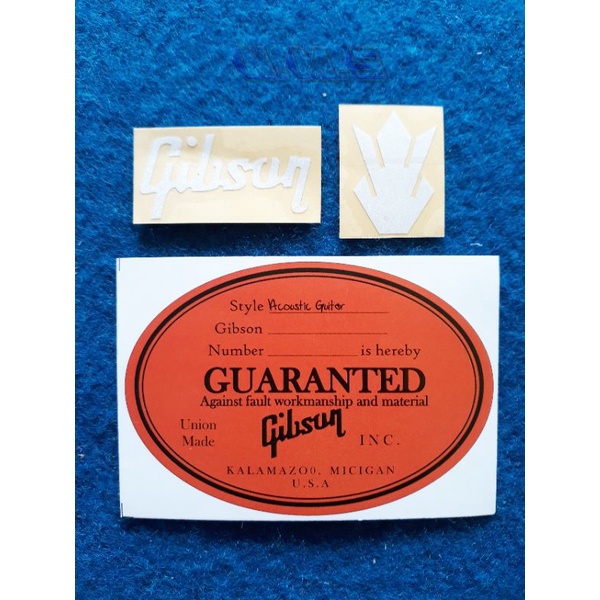 Gibson
Style Acoustic Guitar
Gibson
Number is hereby
GUARANTED
Against fault workmanship and material
Union Made
Gibson
INC.
KALAMAZO0, MICIGAN
U.S.A